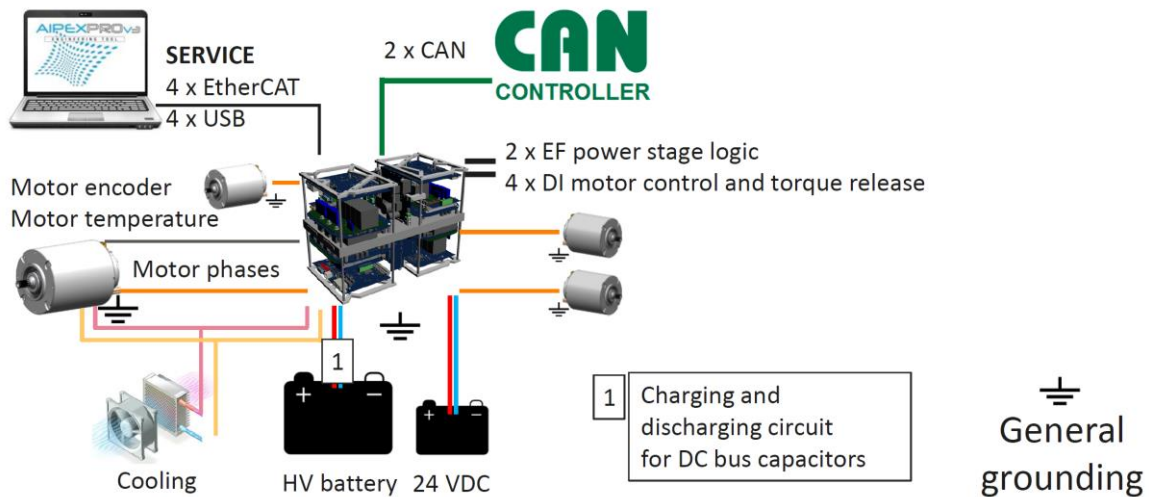 AIPEXPRO V3
ENGINEERING TOOL
SERVICE
4 x EtherCAT
4 x USB
2 x CAN
CAN
CONTROLLER
2 x EF power stage logic
4 x DI motor control and torque release
Motor encoder
Motor temperature
Motor phases
1
+ −
+ −
Cooling
HV battery
24 VDC
1
Charging and
discharging circuit
for DC bus capacitors
General
grounding